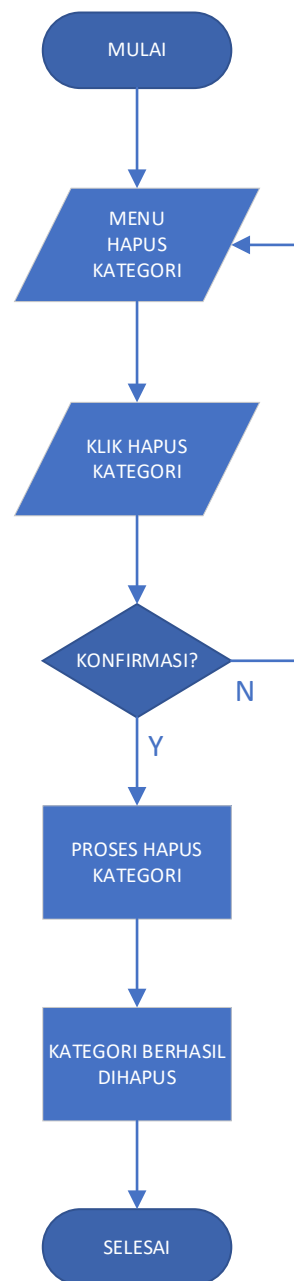 MULAI
MENU
HAPUS
KATEGORI
KLIK HAPUS
KATEGORI
KONFIRMASI?
N
Y
PROSES HAPUS
KATEGORI
KATEGORI BERHASIL
DIHAPUS
SELESAI